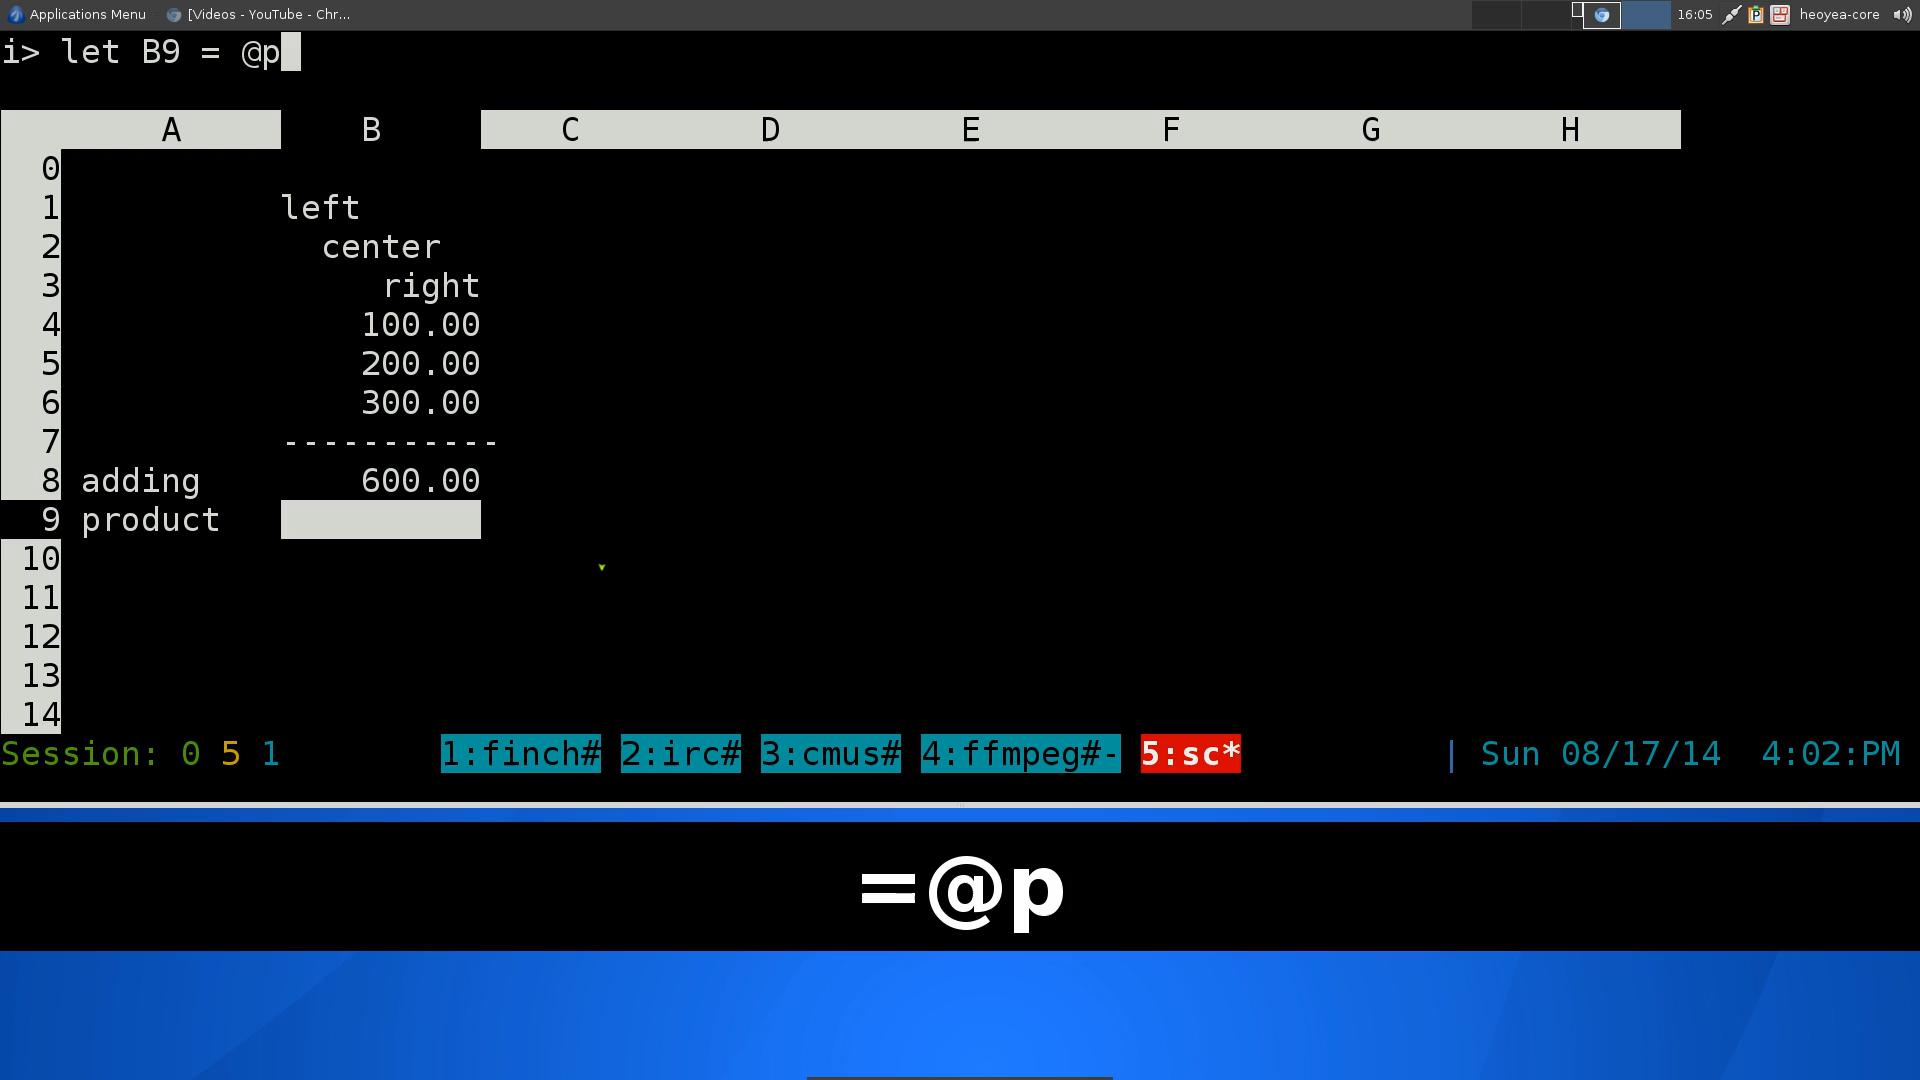 Applications Menu [Videos - YouTube - Chr... 16:05 heoyea-core
i> let B9 = @p
A B C D E F G H
0
1 left
2 center
3 right
4 100.00
5 200.00
6 300.00
7 -----------
8 adding 600.00
9 product
10
11
12
13
14
Session: 0 5 1 1:finch# 2:irc# 3:cmus# 4:ffmpeg#- 5:sc* | Sun 08/17/14 4:02:PM
=@p